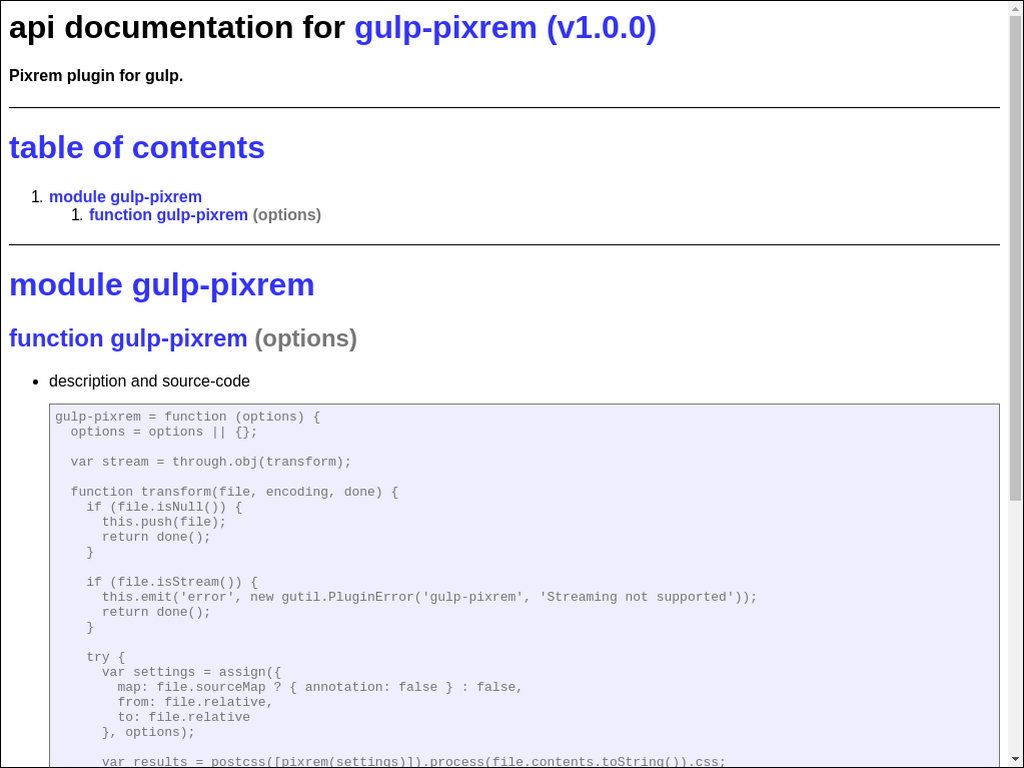 api documentation for gulp-pixrem (v1.0.0)
Pixrem plugin for gulp.
table of contents
1. module gulp-pixrem
1. function gulp-pixrem (options)
module gulp-pixrem
function gulp-pixrem (options)
• description and source-code
gulp-pixrem = function (options) {
  options = options || {};

  var stream = through.obj(transform);

  function transform(file, encoding, done) {
    if (file.isNull()) {
      this.push(file);
      return done();
    }

    if (file.isStream()) {
      this.emit('error', new gutil.PluginError('gulp-pixrem', 'Streaming not supported'));
      return done();
    }

    try {
      var settings = assign({
        map: file.sourceMap ? { annotation: false } : false,
        from: file.relative,
        to: file.relative
      }, options);

      var results = postcss([pixrem(settings)]).process(file.contents.toString()).css;